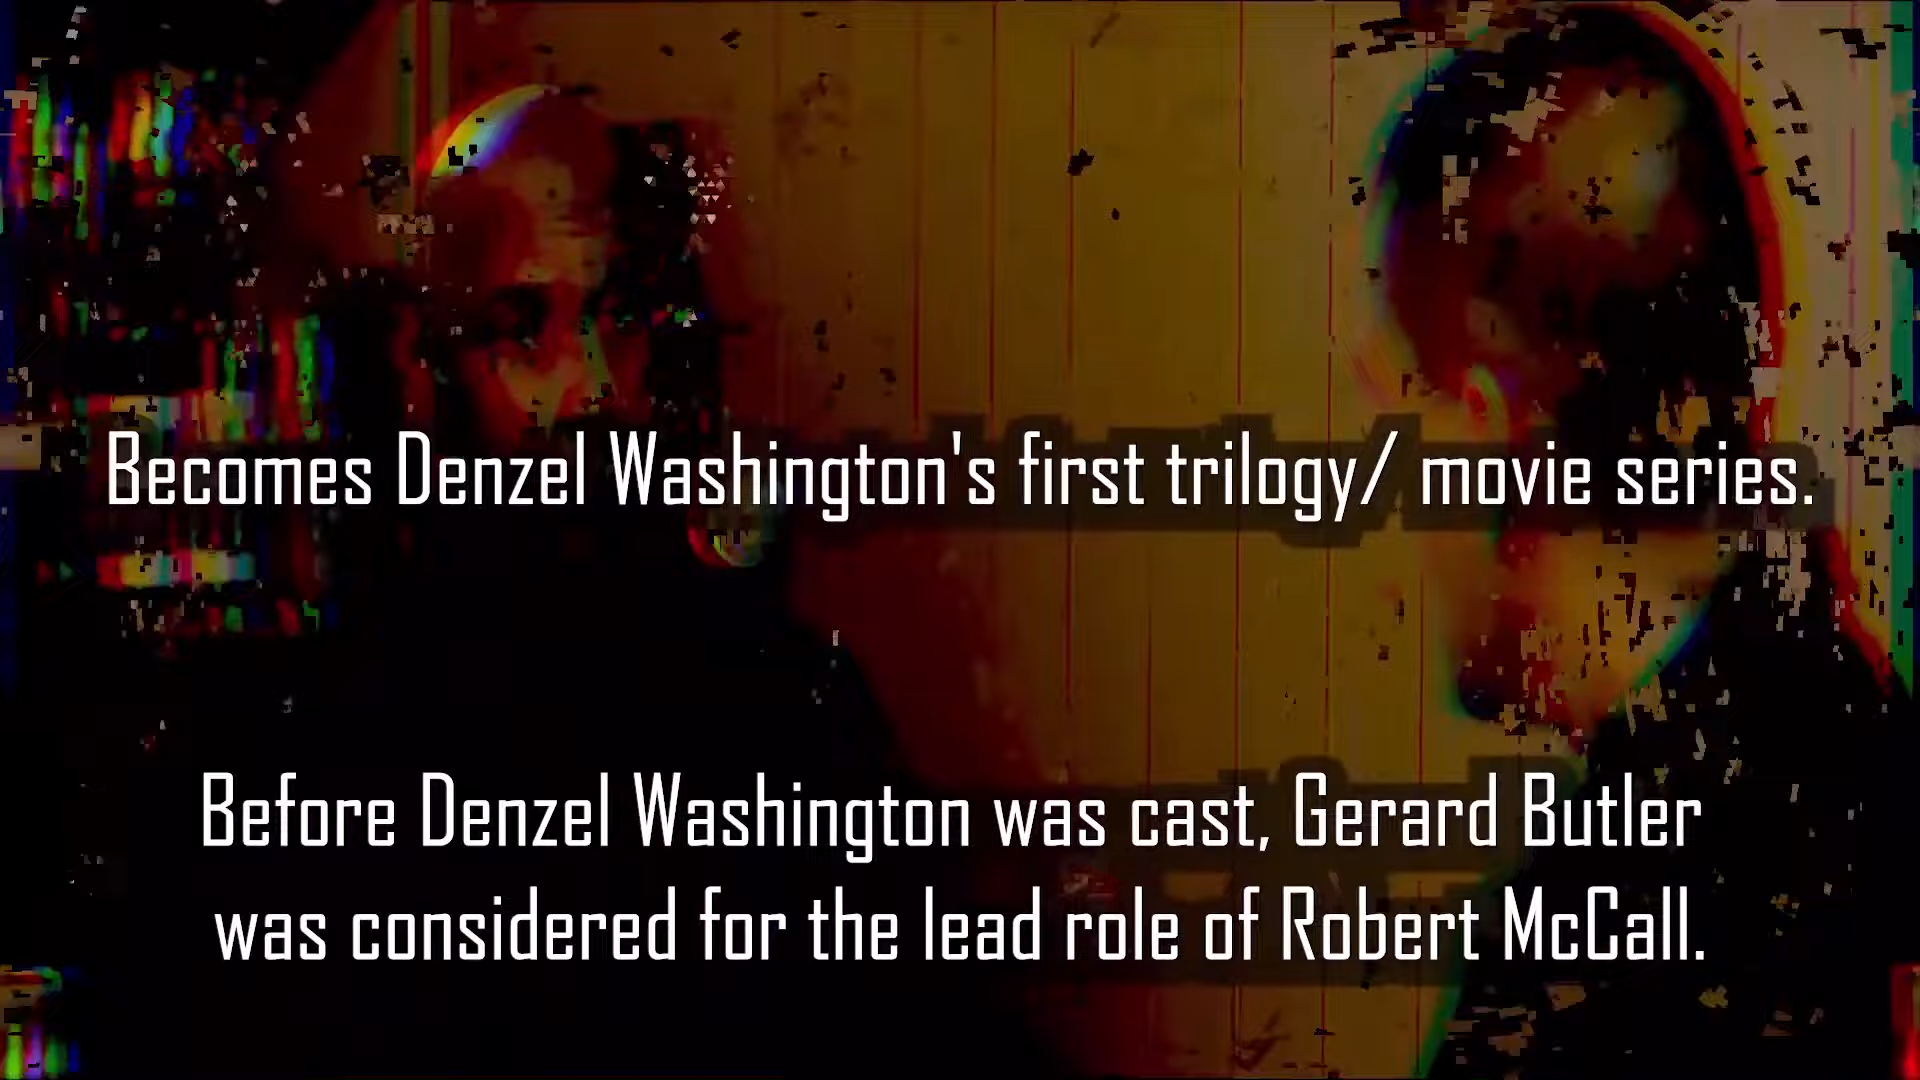 Becomes Denzel Washington's first trilogy/ movie series.
Before Denzel Washington was cast, Gerard Butler
was considered for the lead role of Robert McCall.